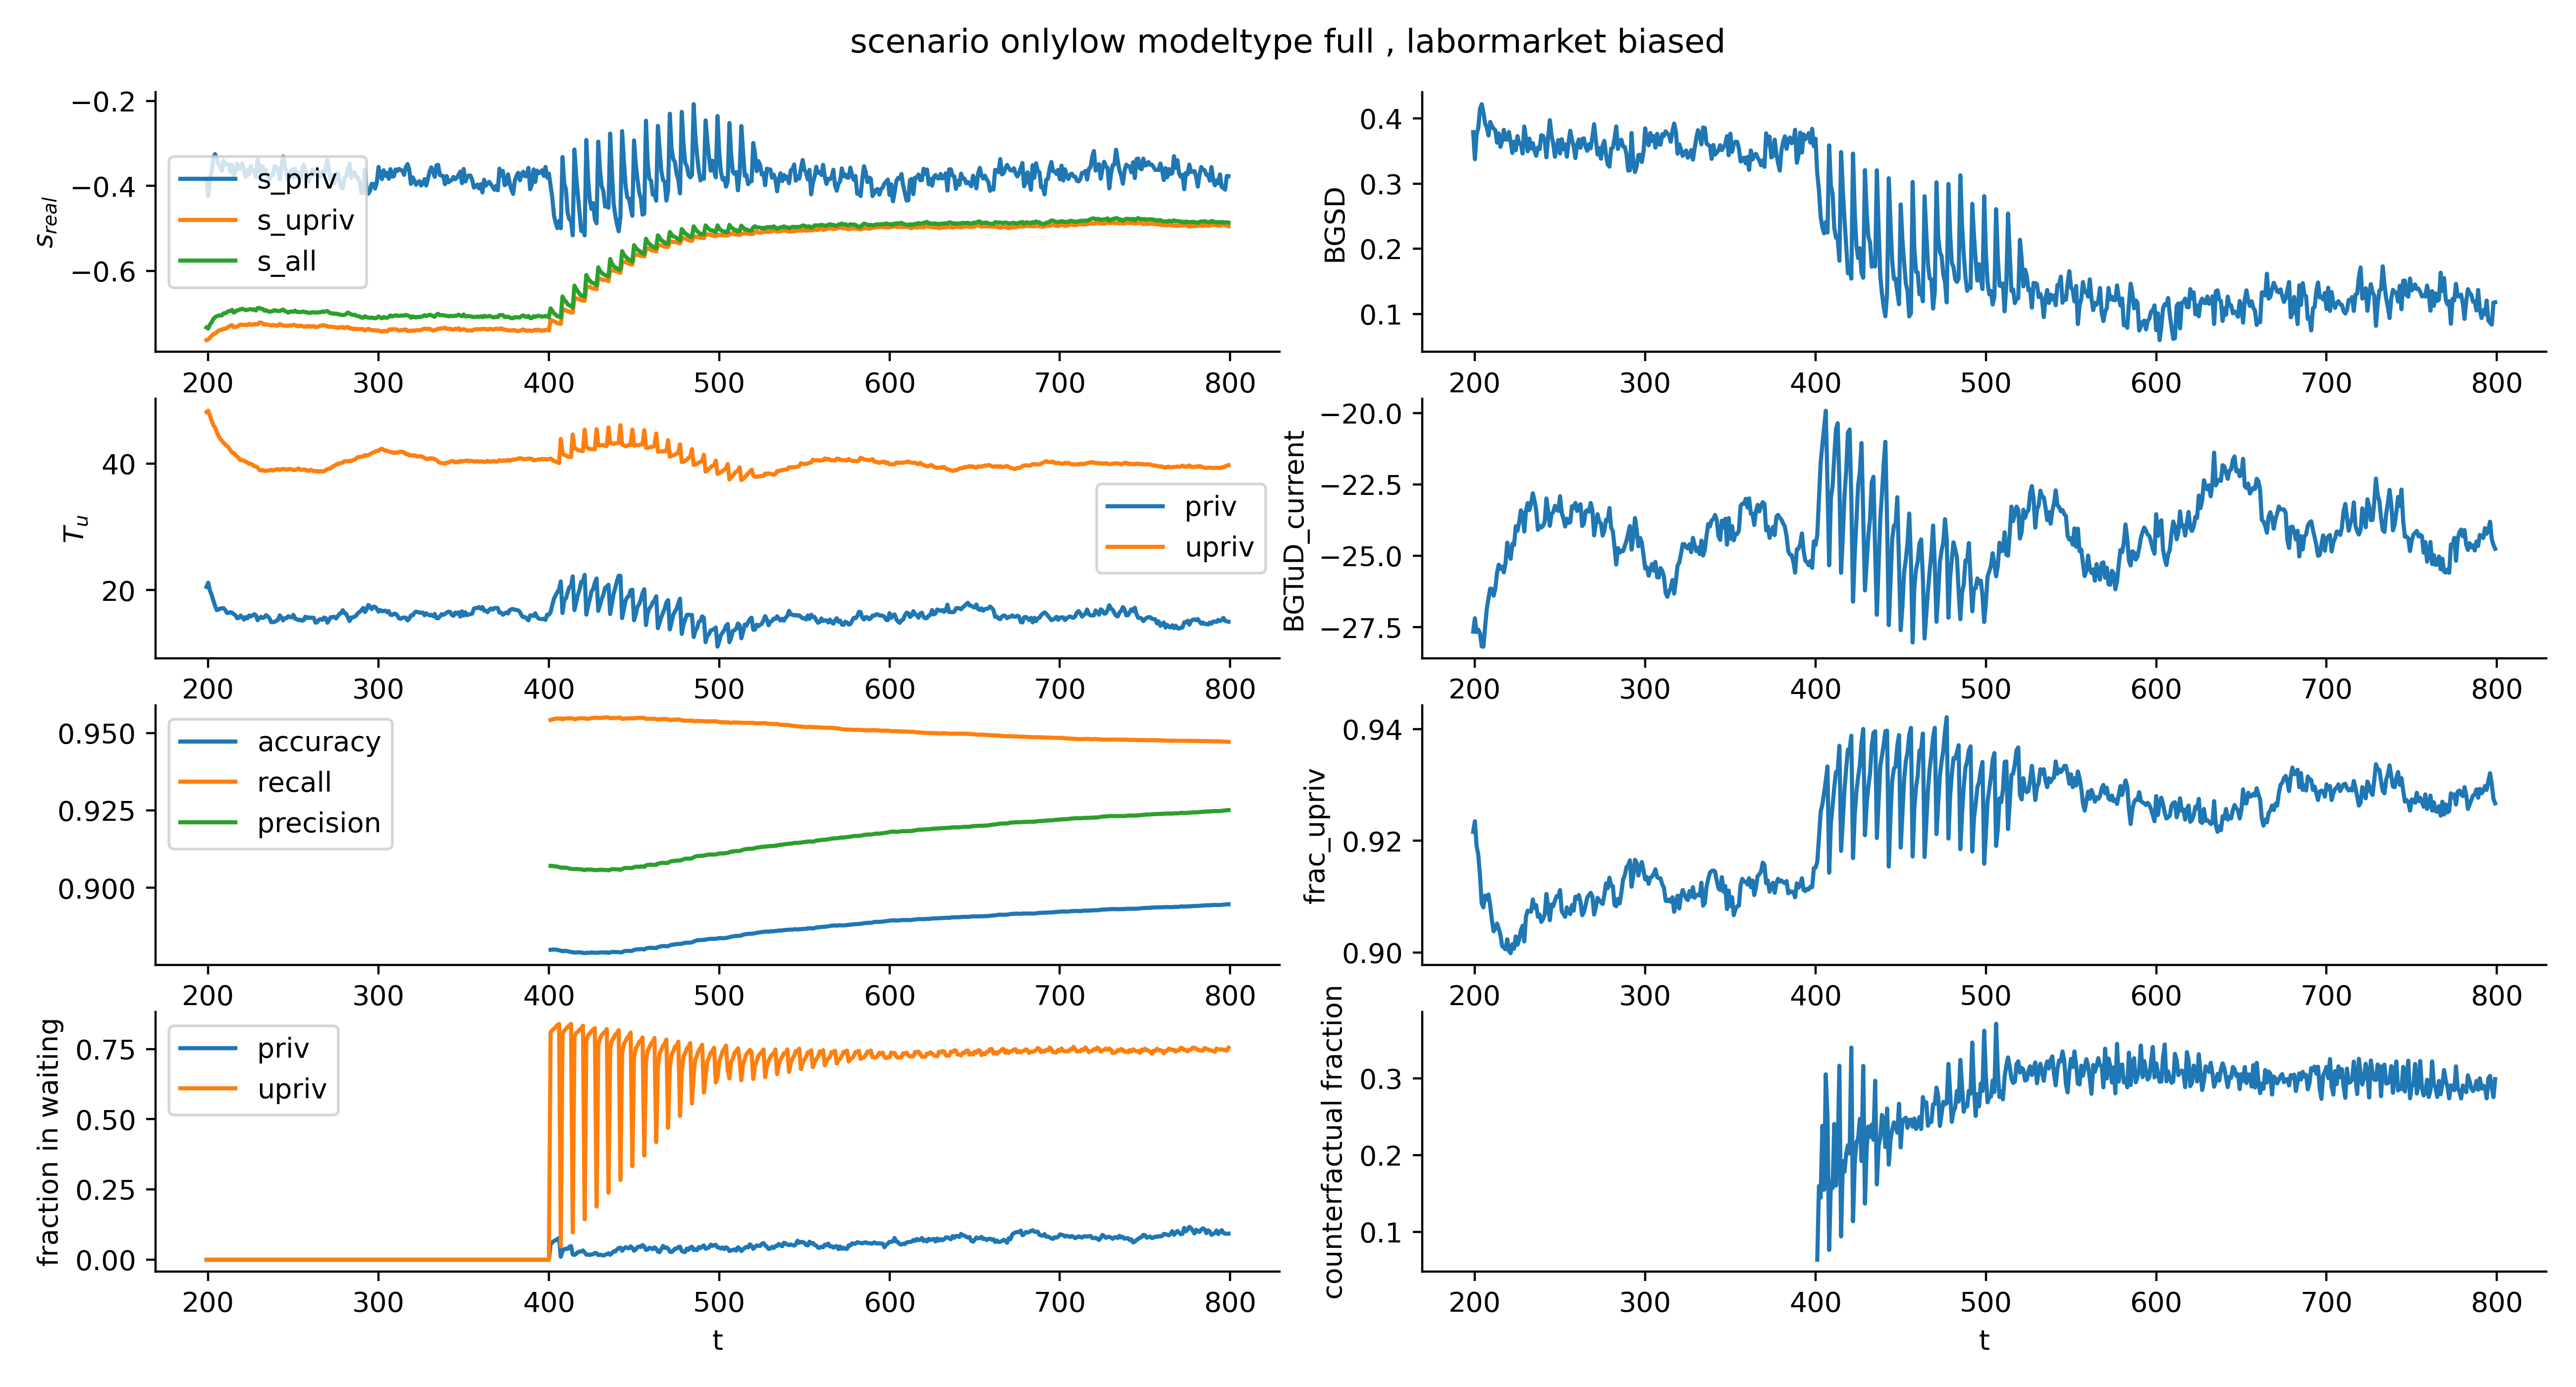 scenario onlylow modeltype full , labormarket biased
s_real
−0.2
−0.4
−0.6
s_priv
s_upriv
s_all
200 300 400 500 600 700 800
BGSD
0.4
0.3
0.2
0.1
200 300 400 500 600 700 800
T_u
40
20
priv
upriv
200 300 400 500 600 700 800
BGTuD_current
−20.0
−22.5
−25.0
−27.5
200 300 400 500 600 700 800
0.950
0.925
0.900
accuracy
recall
precision
200 300 400 500 600 700 800
frac_upriv
0.94
0.92
0.90
200 300 400 500 600 700 800
fraction in waiting
0.75
0.50
0.25
0.00
priv
upriv
200 300 400 500 600 700 800
t
counterfactual fraction
0.3
0.2
0.1
200 300 400 500 600 700 800
t